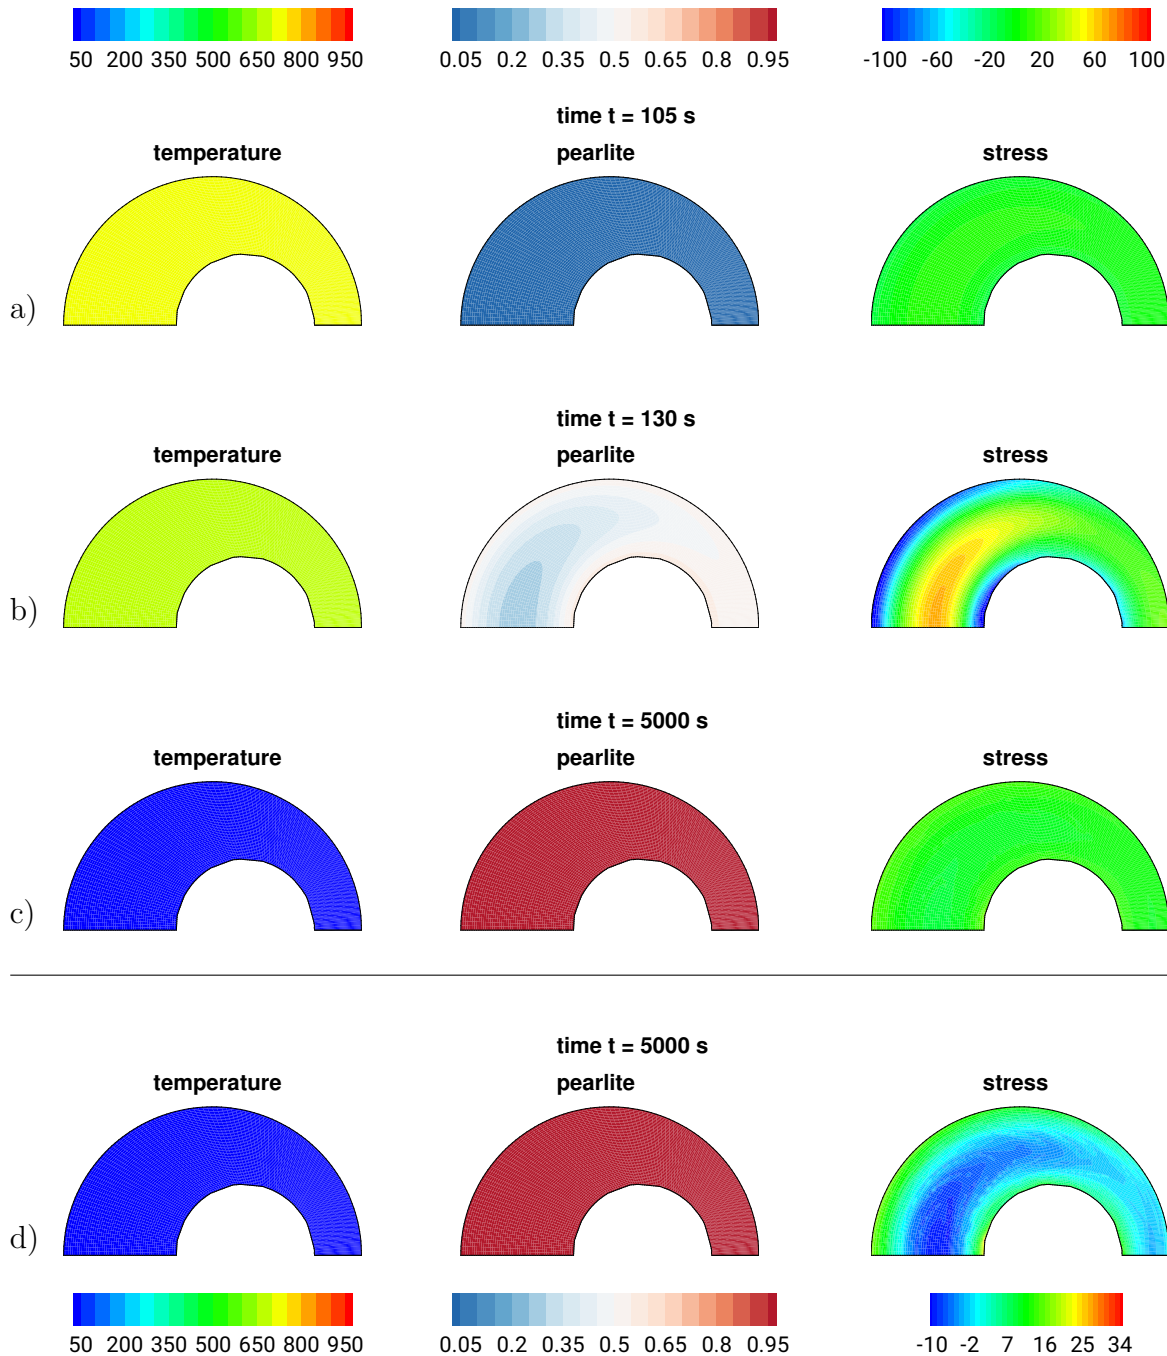 50 200 350 500 650 800 950
0.05 0.2 0.35 0.5 0.65 0.8 0.95
-100 -60 -20 20 60 100
time t = 105 s
temperature pearlite stress
a)
time t = 130 s
temperature pearlite stress
b)
time t = 5000 s
temperature pearlite stress
c)
time t = 5000 s
temperature pearlite stress
d)
50 200 350 500 650 800 950
0.05 0.2 0.35 0.5 0.65 0.8 0.95
-10 -2 7 16 25 34